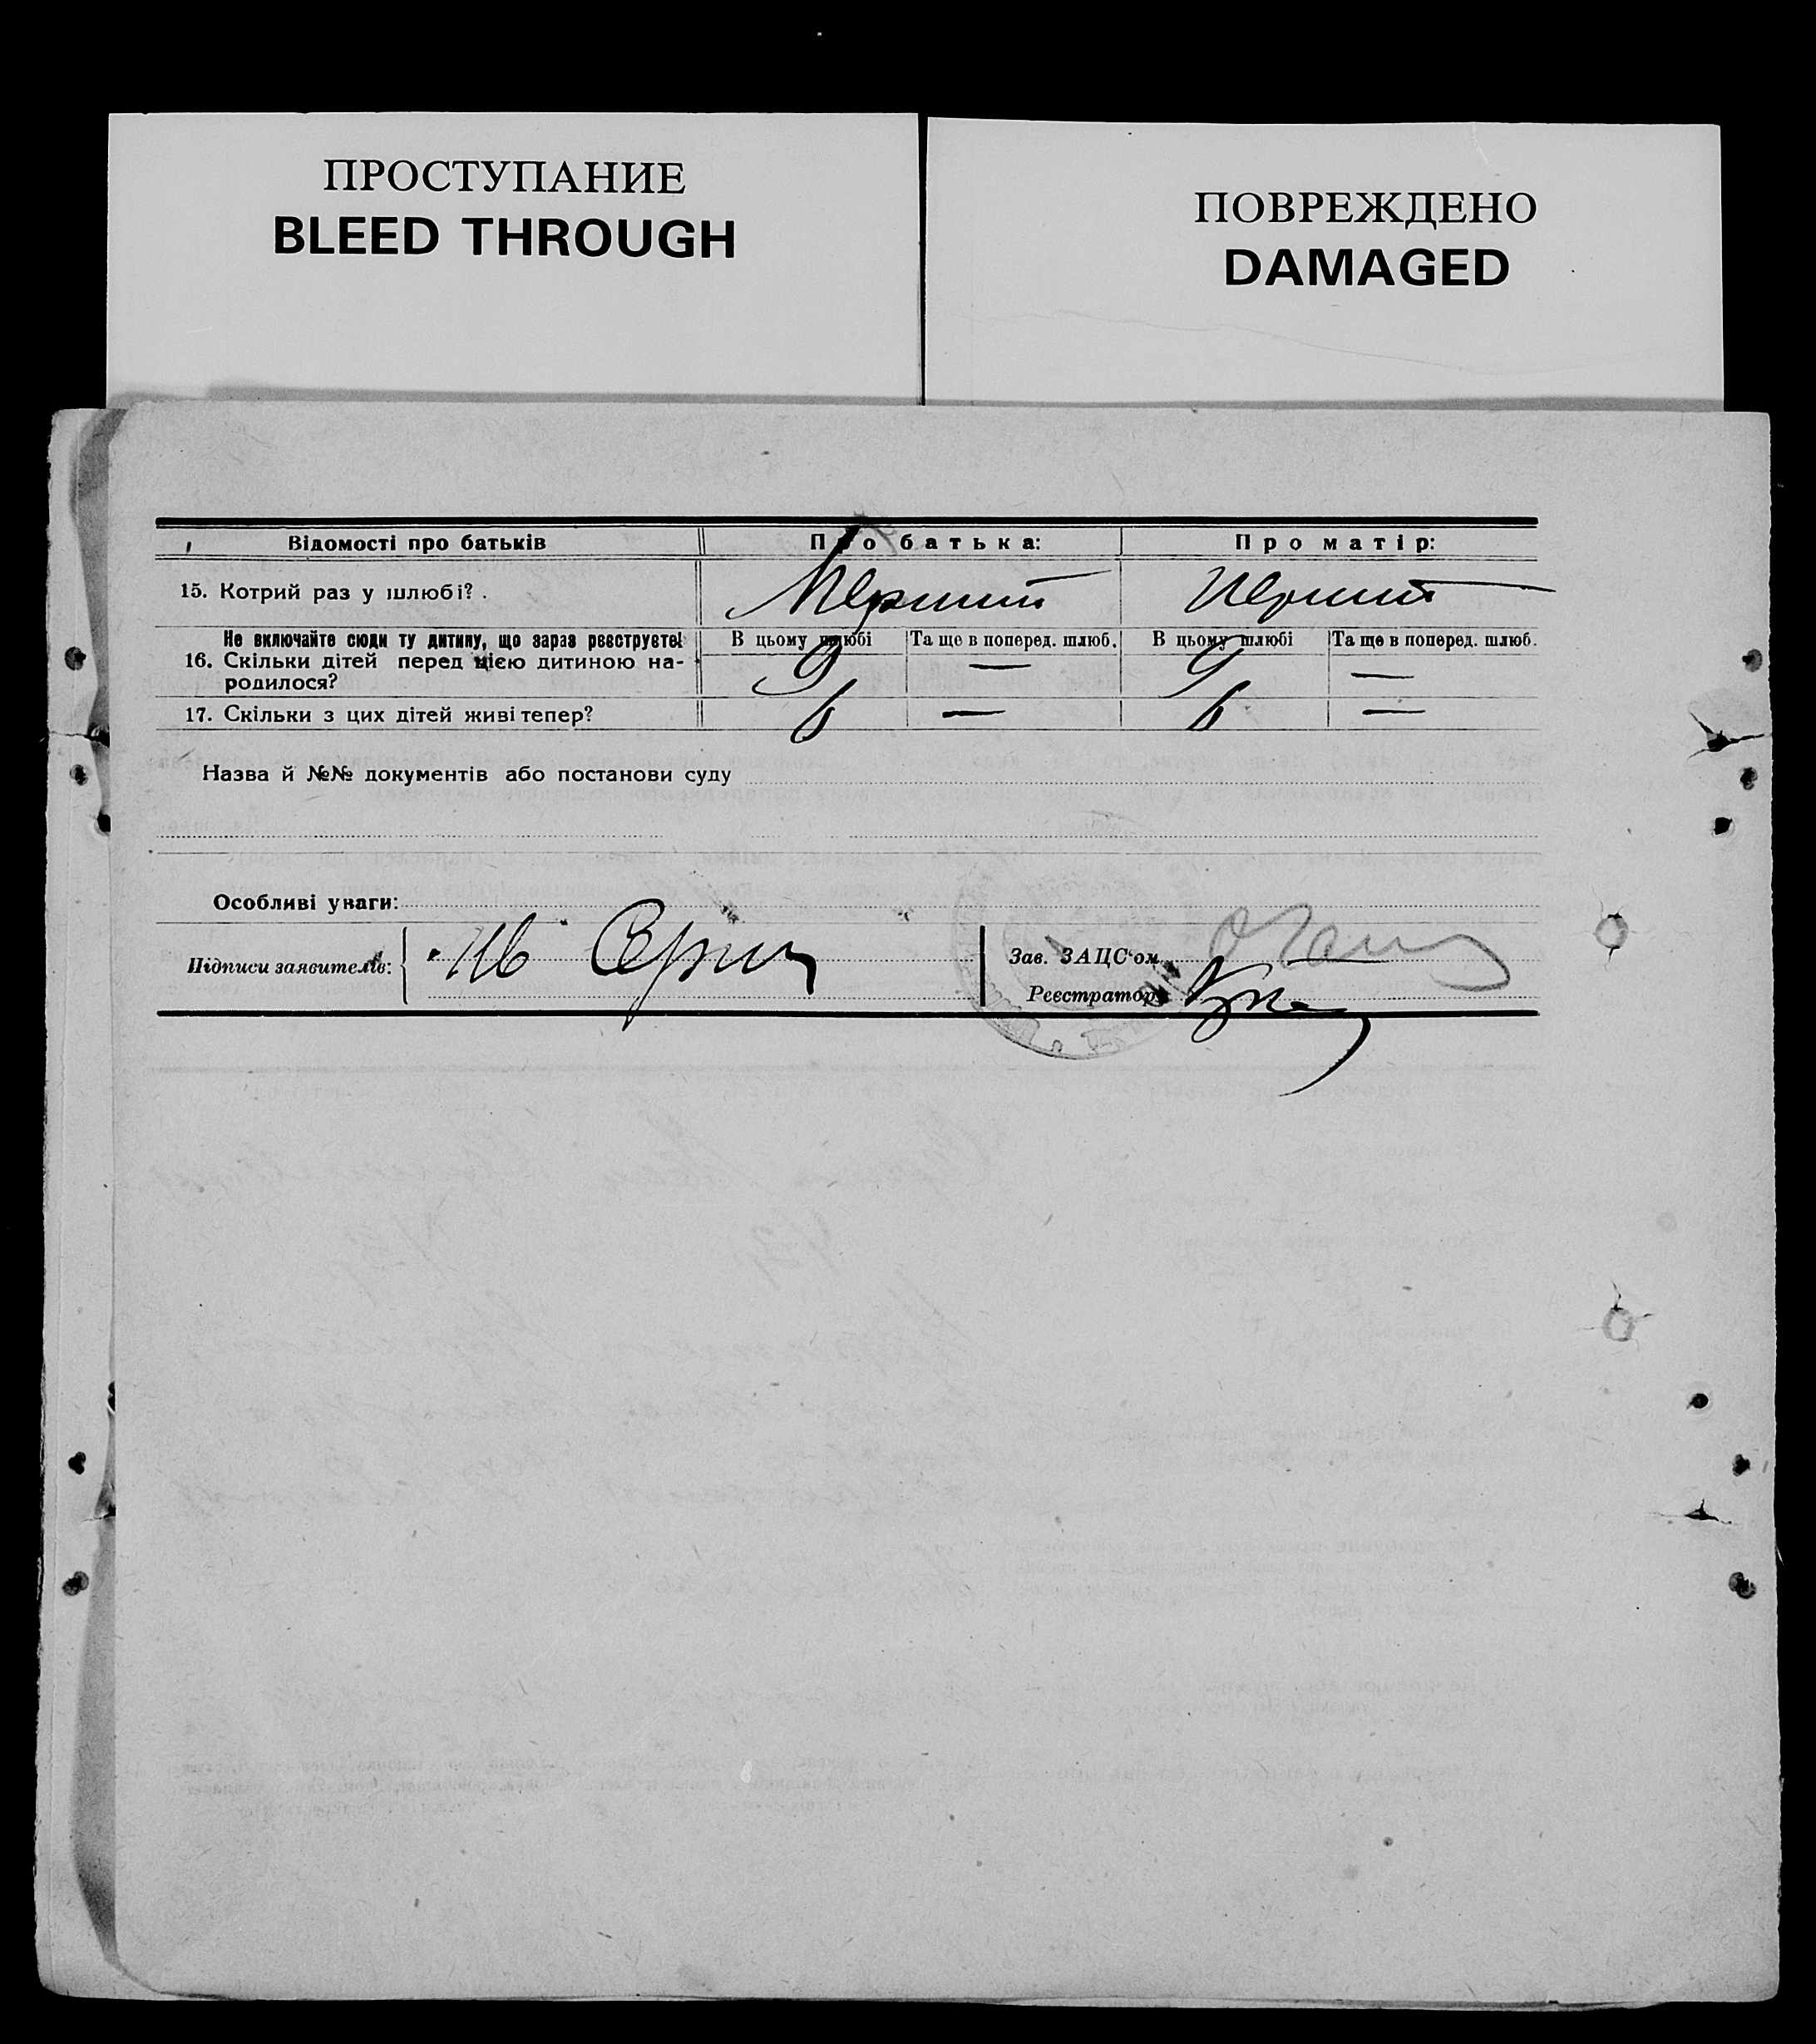 ПРОСТУПАНИЕ
BLEED THROUGH
ПОВРЕЖДЕНО
DAMAGED
Відомості про батьків
Про батька:
Про матір:
15. Котрий раз у шлюбі?.
Перший
Перший
Не включайте сюди ту дитину, що зараз реєструєте!
16. Скільки дітей перед цією дитиною на-
родилося?
В цьому шлюбі
Та ще в поперед. шлюб.
В цьому шлюбі
Та ще в поперед. шлюб.
9
—
9
—
17. Скільки з цих дітей живі тепер?
6
—
6
—
Назва й №№ документів або постанови суду
Особливі уваги:
Підписи заявителів:
Зав. ЗАЦС'ом
Реєстратор